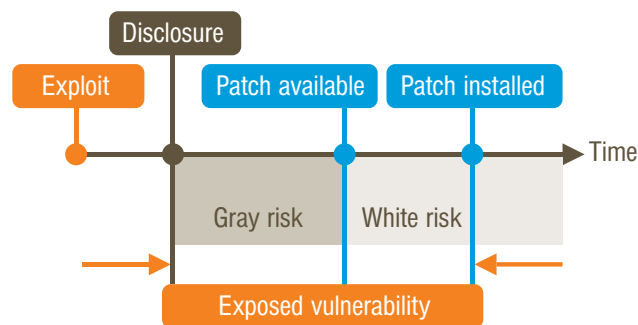 Disclosure
Exploit
Patch available
Patch installed
Time
Gray risk
White risk
Exposed vulnerability